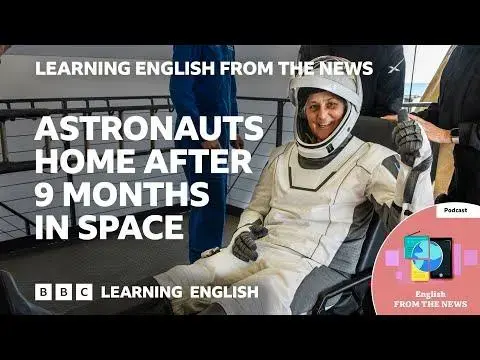 LEARNING ENGLISH FROM THE NEWS
ASTRONAUTS
HOME AFTER
9 MONTHS
IN SPACE
BBC LEARNING ENGLISH
Podcast
English
FROM THE NEWS